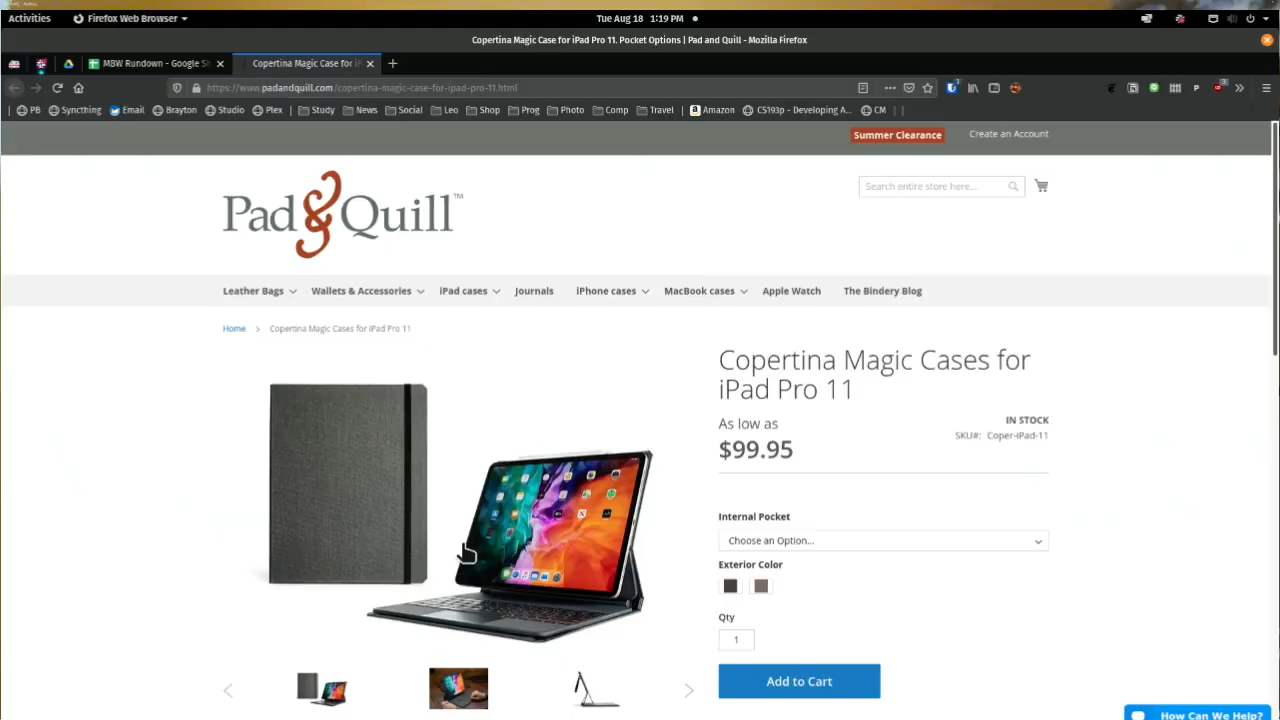 Activities
Firefox Web Browser
Tue Aug 18 1:19 PM
Copertina Magic Case for iPad Pro 11. Pocket Options | Pad and Quill - Mozilla Firefox
MBW Rundown - Google Sh
Copertina Magic Case for iP
https://www.padandquill.com/copertina-magic-case-for-ipad-pro-11.html
PB
Syncthing
Email
Brayton
Studio
Plex
Study
News
Social
Leo
Shop
Prog
Photo
Comp
Travel
Amazon
CS193p - Developing A...
CM
Summer Clearance
Create an Account
Pad & Quill™
Search entire store here...
Leather Bags
Wallets & Accessories
iPad cases
Journals
iPhone cases
MacBook cases
Apple Watch
The Bindery Blog
Home > Copertina Magic Cases for iPad Pro 11
Copertina Magic Cases for
iPad Pro 11
As low as
$99.95
IN STOCK
SKU#: Coper-iPad-11
Internal Pocket
Choose an Option...
Exterior Color
Qty
1
Add to Cart
How Can We Help?